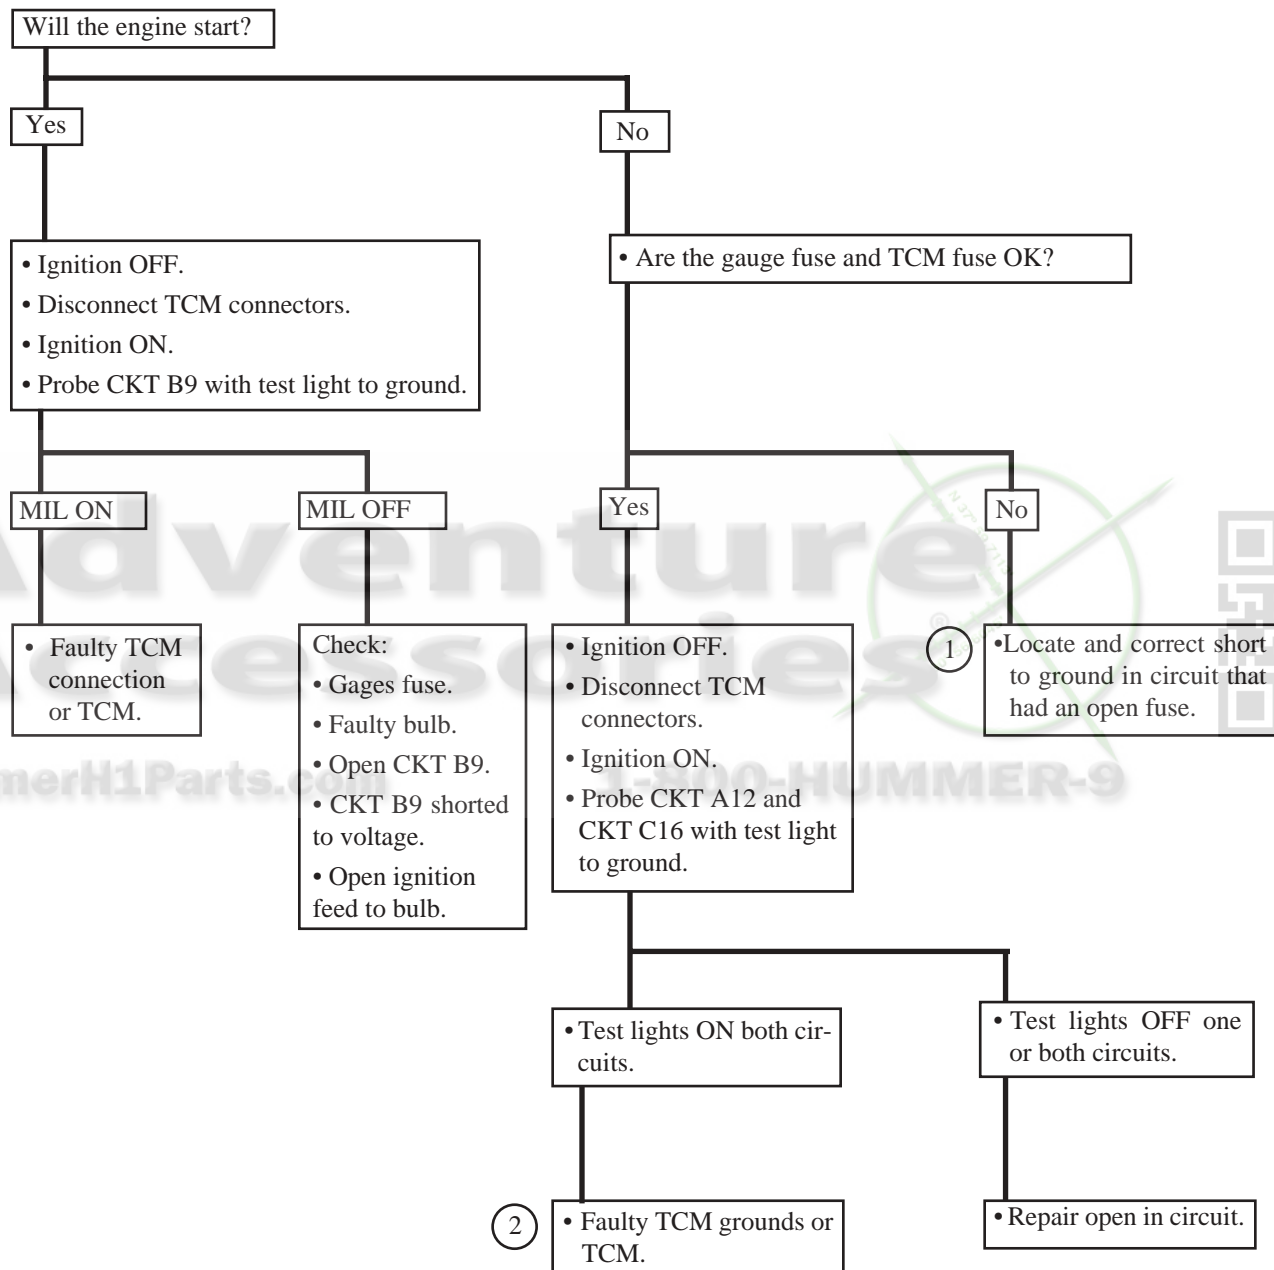 Will the engine start?
Yes
No
• Ignition OFF.
• Disconnect TCM connectors.
• Ignition ON.
• Probe CKT B9 with test light to ground.
• Are the gauge fuse and TCM fuse OK?
MIL ON
MIL OFF
Yes
No
• Faulty TCM
connection
or TCM.
Check:
• Gages fuse.
• Faulty bulb.
• Open CKT B9.
• CKT B9 shorted
to voltage.
• Open ignition
feed to bulb.
• Ignition OFF.
• Disconnect TCM
connectors.
• Ignition ON.
• Probe CKT A12 and
CKT C16 with test light
to ground.
1
•Locate and correct short
to ground in circuit that
had an open fuse.
• Test lights ON both cir-
cuits.
• Test lights OFF one
or both circuits.
2
• Faulty TCM grounds or
TCM.
• Repair open in circuit.
Adventure
Accessories
merH1Parts.com
1-800-HUMMER-9